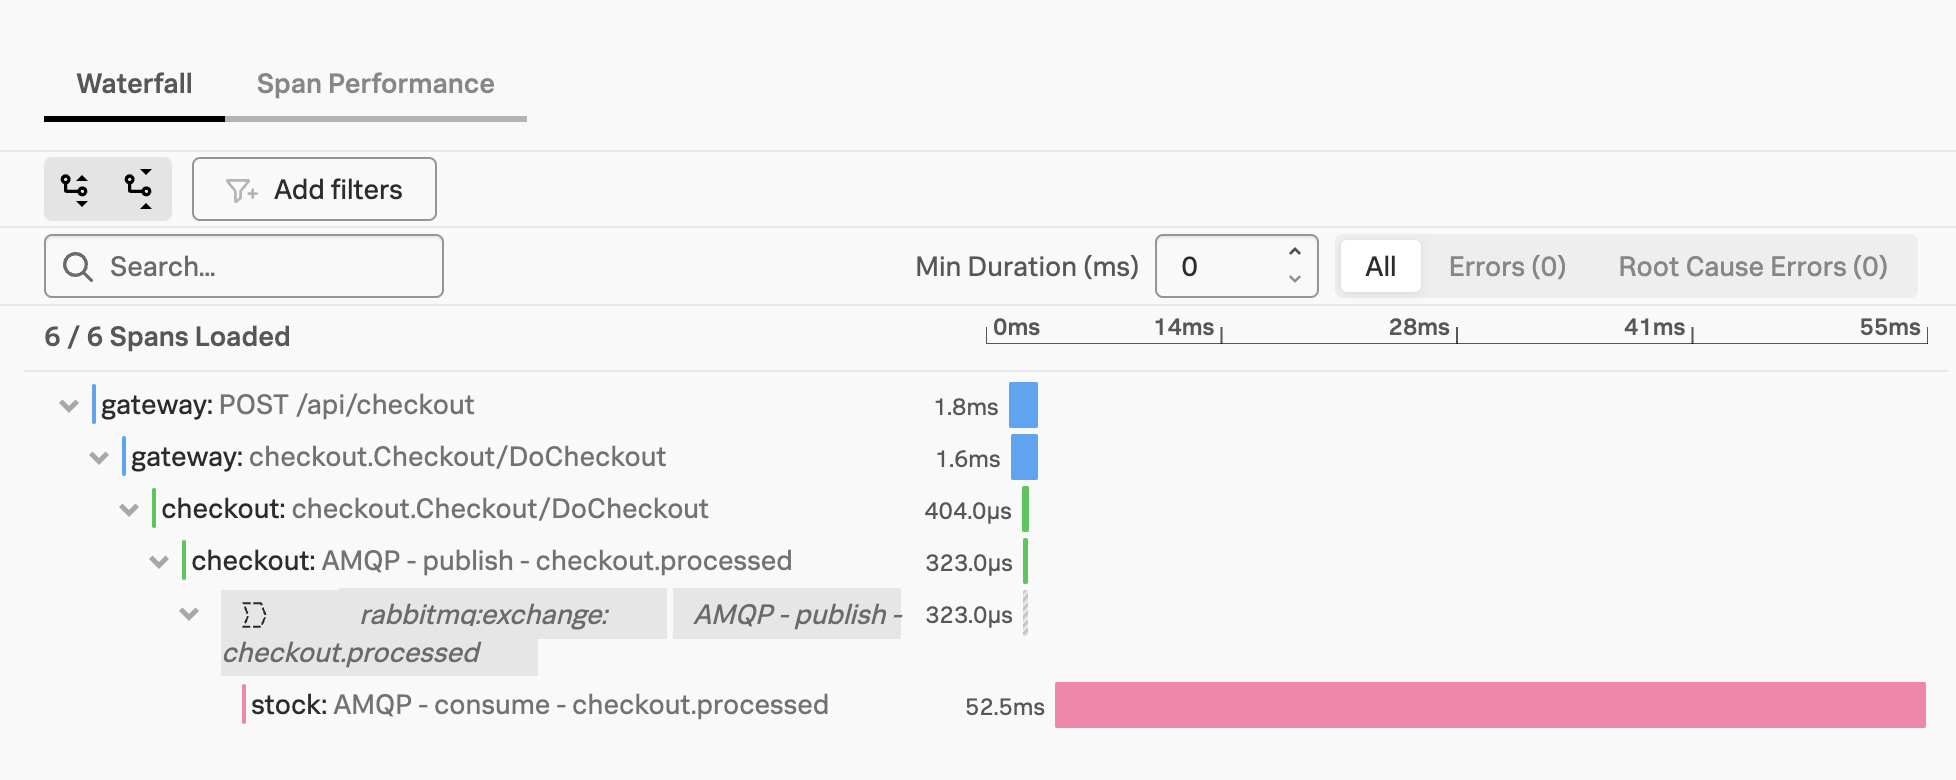 Waterfall Span Performance
Add filters
Search... Min Duration (ms) 0 All Errors (0) Root Cause Errors (0)
6 / 6 Spans Loaded 0ms 14ms 28ms 41ms 55ms
gateway: POST /api/checkout 1.8ms
gateway: checkout.Checkout/DoCheckout 1.6ms
checkout: checkout.Checkout/DoCheckout 404.0µs
checkout: AMQP - publish - checkout.processed 323.0µs
rabbitmq:exchange: AMQP - publish - 323.0µs
checkout.processed
stock: AMQP - consume - checkout.processed 52.5ms